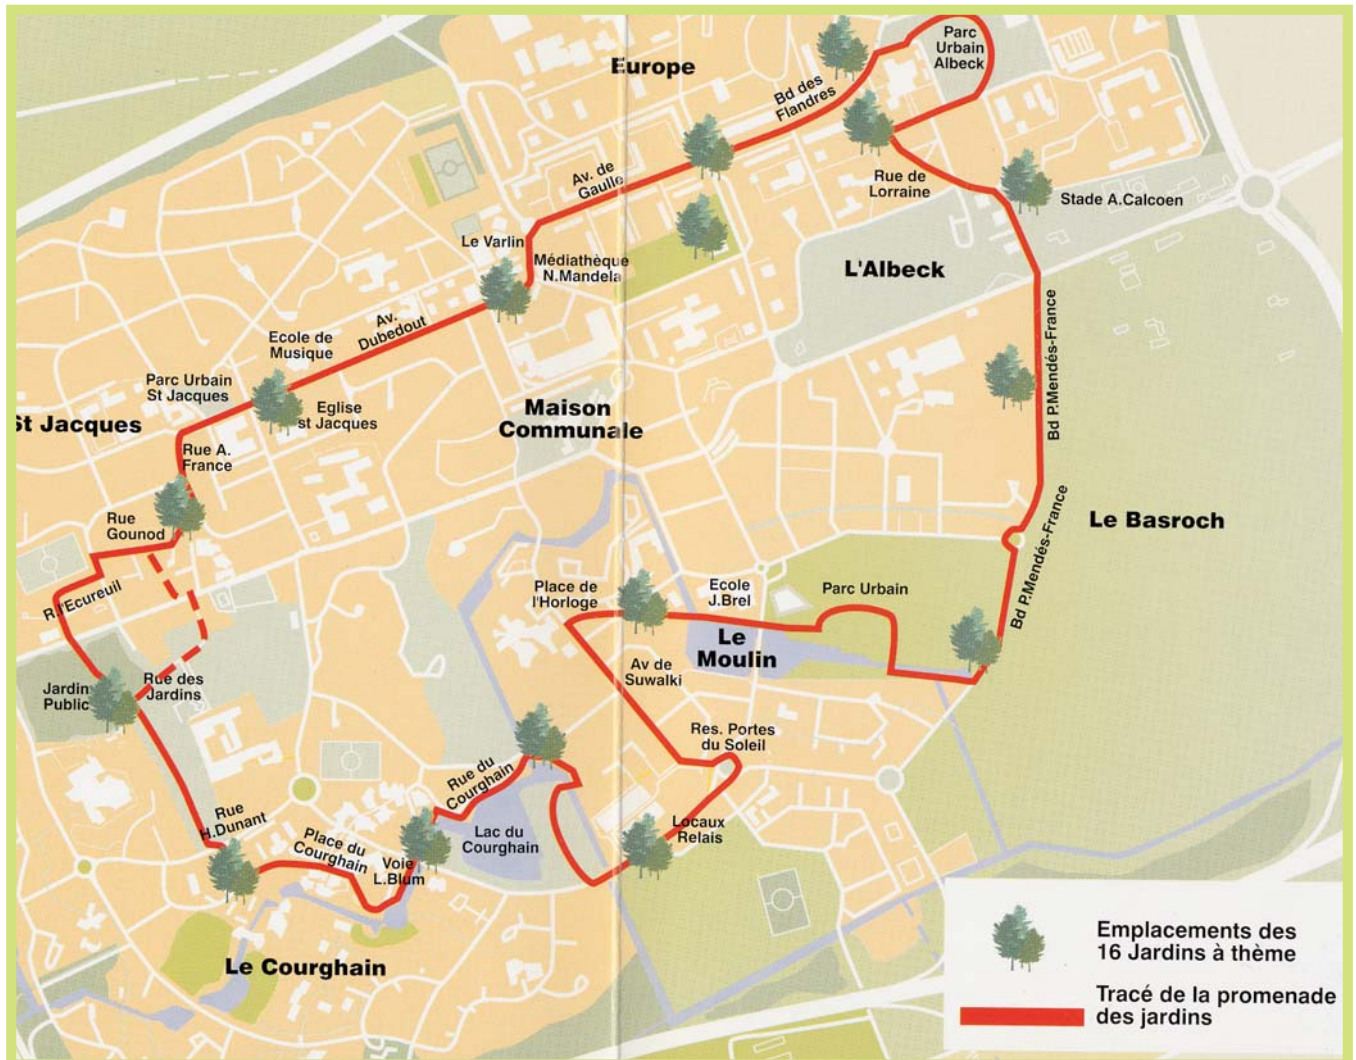 Parc
Urbain
Albeck
Europe
Bd des
Flandres
Av. de
Gaulle
Rue de
Lorraine
Stade A.Calcoen
Le Varlin
Médiathèque
N.Mandela
L'Albeck
Av.
Dubedout
Ecole de
Musique
Parc Urbain
St Jacques
Eglise
st Jacques
Maison
Communale
St Jacques
Rue A.
France
Bd P.Mendés-France
Rue
Gounod
Le Basroch
Bd P.Mendés-France
R.l'Ecureuil
Place de
l'Horloge
Ecole
J.Brel
Parc Urbain
Le
Moulin
Av de
Suwalki
Jardin
Public
Rue des
Jardins
Res. Portes
du Soleil
Rue du
Courghain
Rue
H.Dunant
Place du
Courghain
Voie
L.Blum
Lac du
Courghain
Locaux
Relais
Le Courghain
Emplacements des
16 Jardins à thème
Tracé de la promenade
des jardins